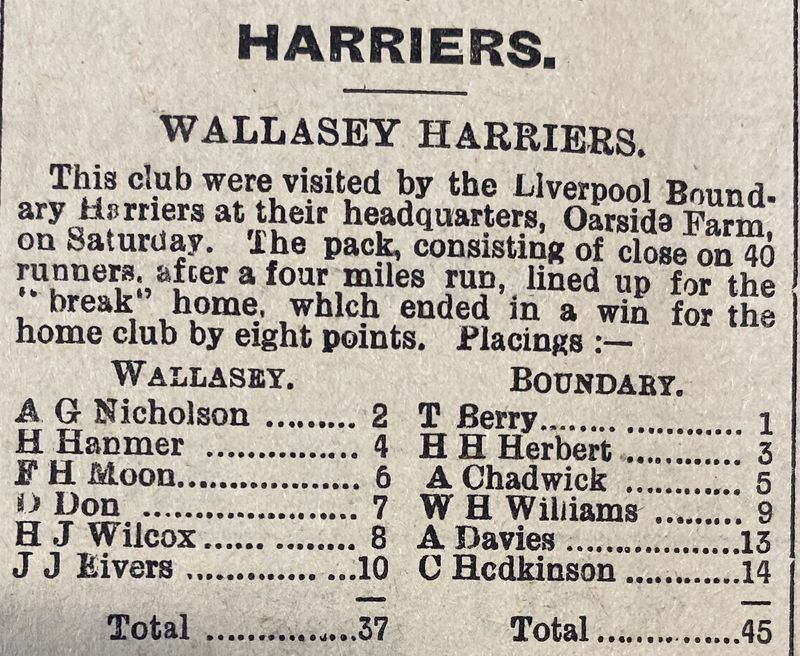 HARRIERS.
WALLASEY HARRIERS.
This club were visited by the Liverpool Bound-
ary Harriers at their headquarters, Oarside Farm,
on Saturday. The pack, consisting of close on 40
runners, after a four miles run, lined up for the
"break" home, which ended in a win for the
home club by eight points. Placings :—
WALLASEY.
A G Nicholson ......... 2
H Hanmer ............... 4
F H Moon.................. 6
D Don ..................... 7
H J Wilcox............... 8
J J Eivers ................10
Total ...............37
BOUNDARY.
T Berry.................... 1
H H Herbert ............ 3
A Chadwick ............ 5
W H Williams ......... 9
A Davies .................13
C Hodkinson ............14
Total...............45